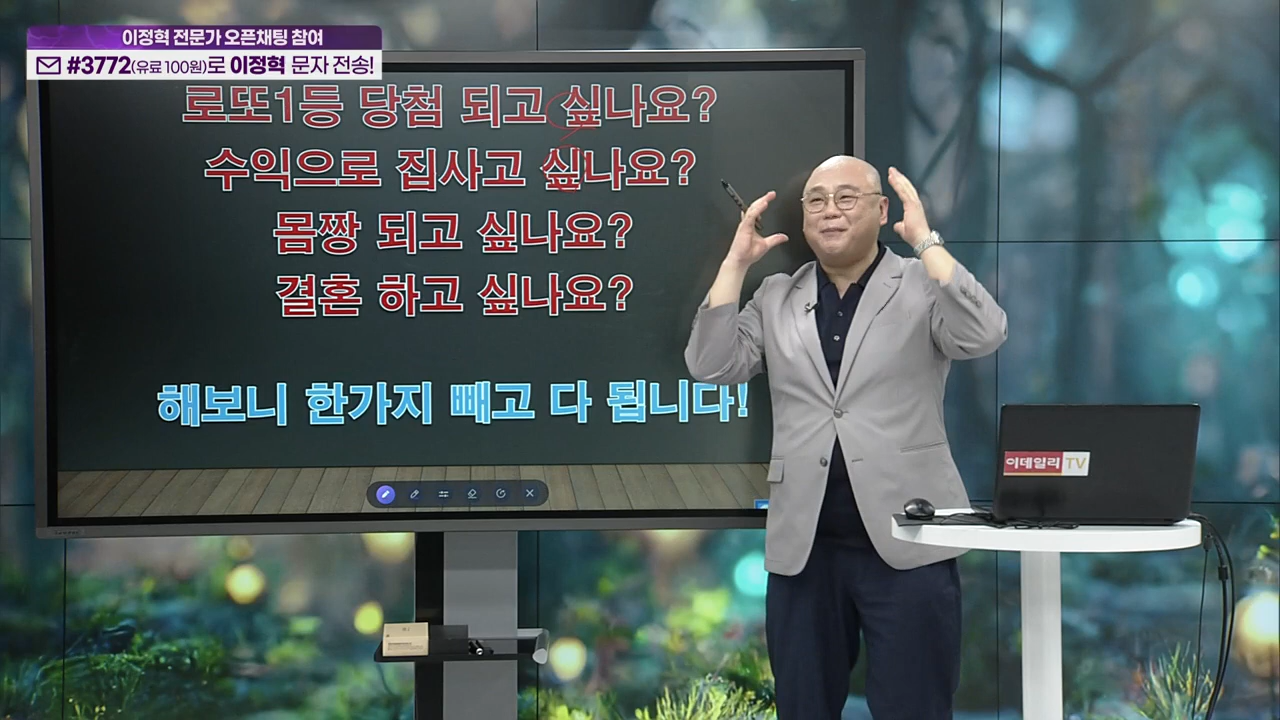 이정혁 전문가 오픈채팅 참여
#3772(유료 100원)로 이정혁 문자 전송!
로또1등 당첨 되고 싶나요?
수익으로 집사고 싶나요?
몸짱 되고 싶나요?
결혼 하고 싶나요?
해보니 한가지 빼고 다 됩니다!
이데일리TV